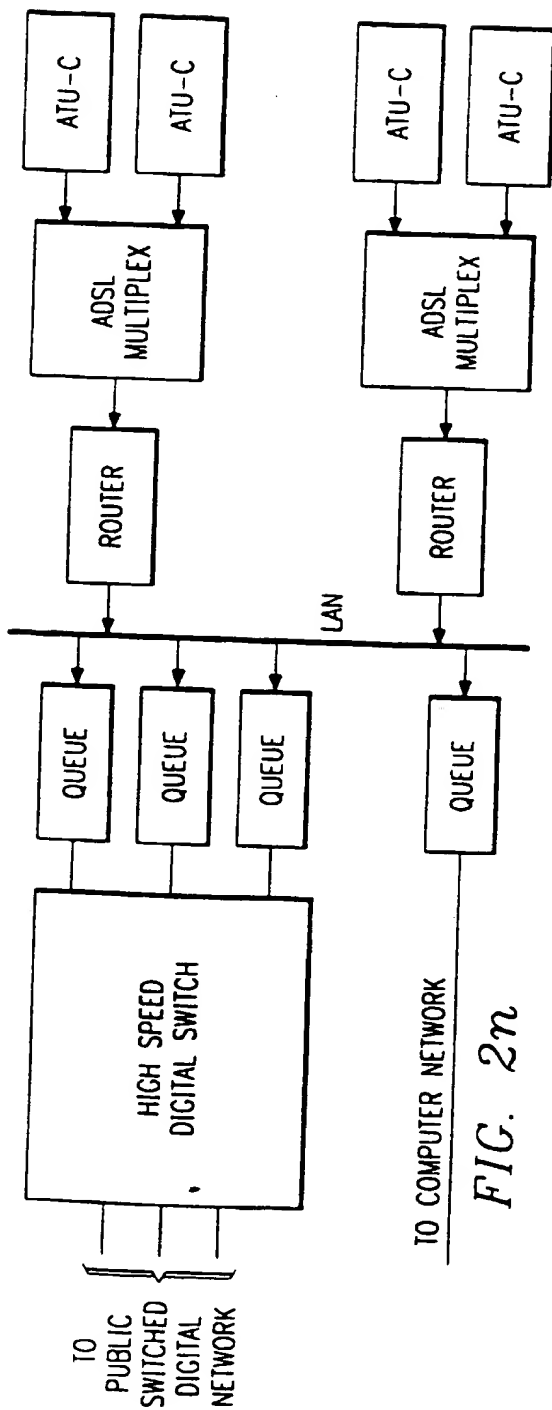 TO
PUBLIC
SWITCHED
DIGITAL
NETWORK
HIGH SPEED
DIGITAL SWITCH
QUEUE
QUEUE
QUEUE
ROUTER
ADSL
MULTIPLEX
ATU-C
ATU-C
LAN
TO COMPUTER NETWORK
QUEUE
ROUTER
ADSL
MULTIPLEX
ATU-C
ATU-C
FIG. 2n